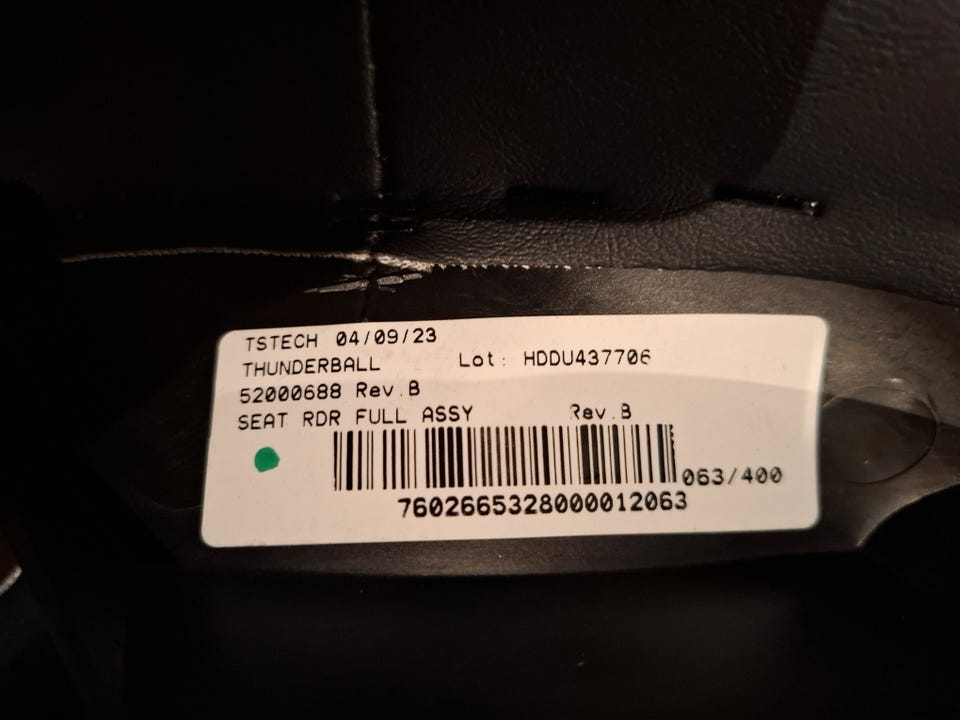 TSTECH 04/09/23
THUNDERBALL Lot: HDDU437706
52000688 Rev.B
SEAT RDR FULL ASSY Rev.B
063/400
7602665328000012063